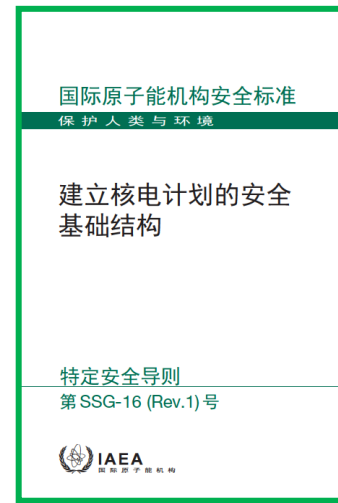 国际原子能机构安全标准
保护人类与环境
建立核电计划的安全
基础结构
特定安全导则
第 SSG-16 (Rev.1) 号
IAEA
国际原子能机构